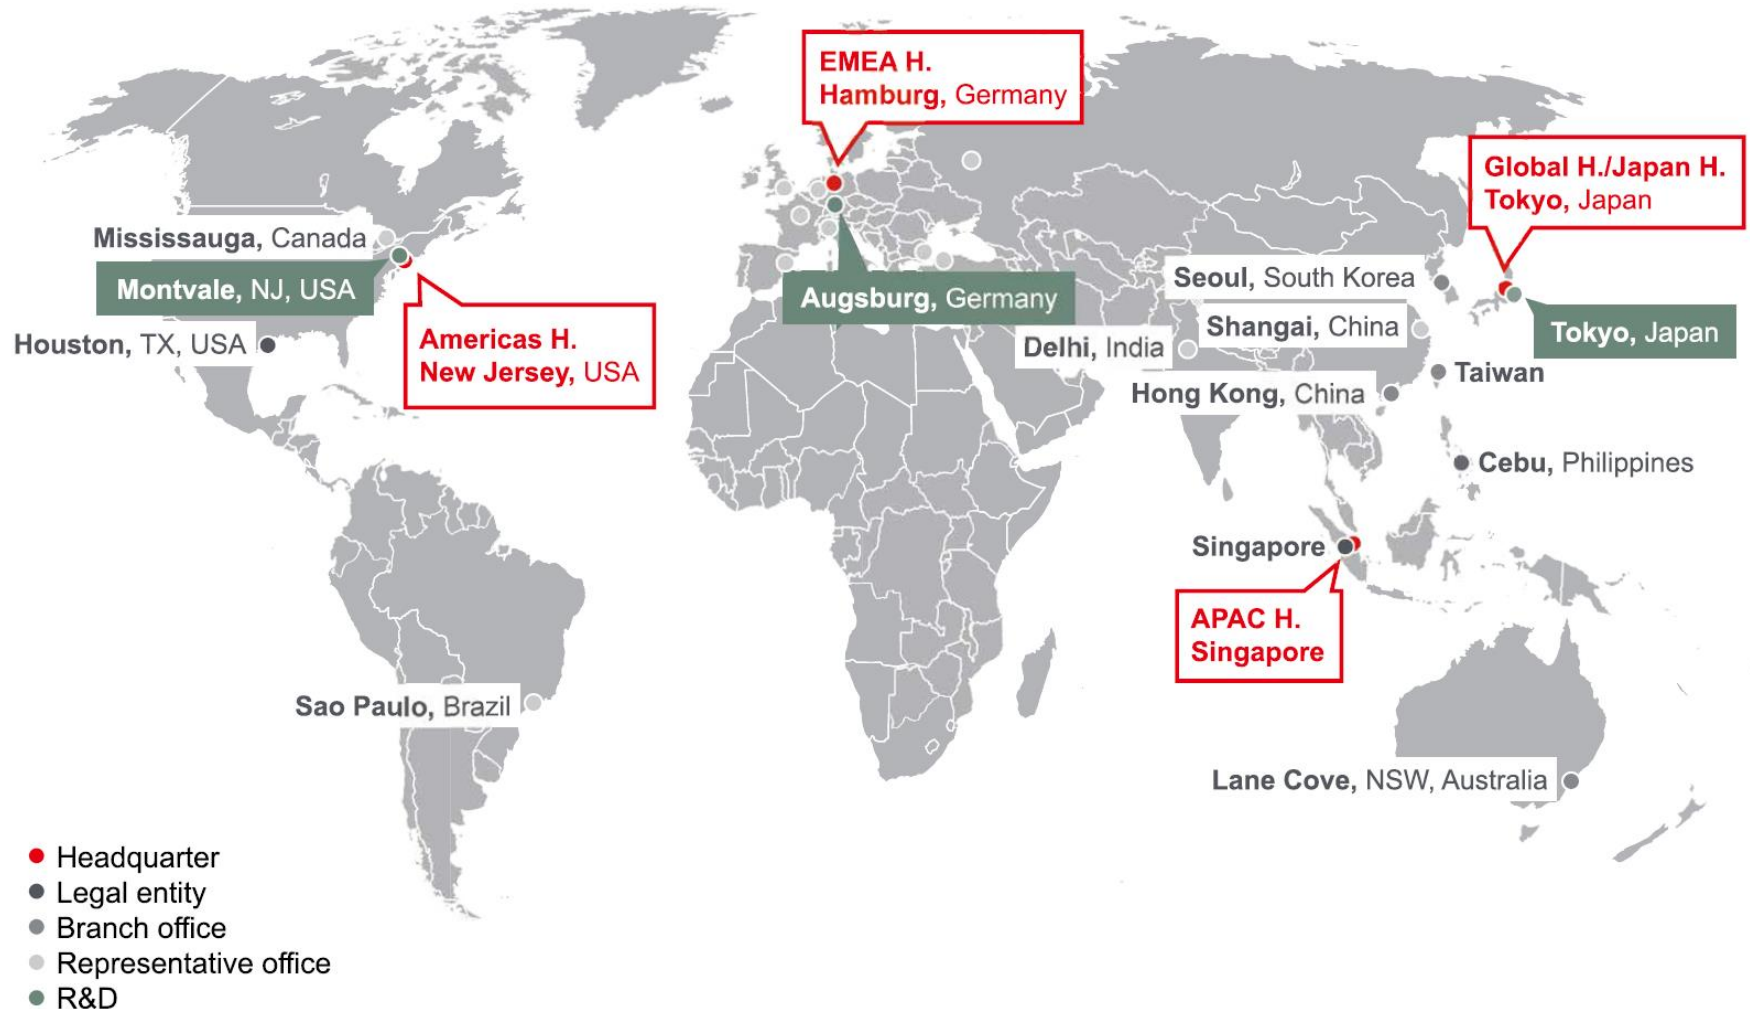 EMEA H.
Hamburg, Germany
Global H./Japan H.
Tokyo, Japan
Mississauga, Canada
Montvale, NJ, USA
Houston, TX, USA
Americas H.
New Jersey, USA
Augsburg, Germany
Seoul, South Korea
Shangai, China
Tokyo, Japan
Delhi, India
Taiwan
Hong Kong, China
Cebu, Philippines
Singapore
APAC H.
Singapore
Sao Paulo, Brazil
Lane Cove, NSW, Australia
Headquarter
Legal entity
Branch office
Representative office
R&D